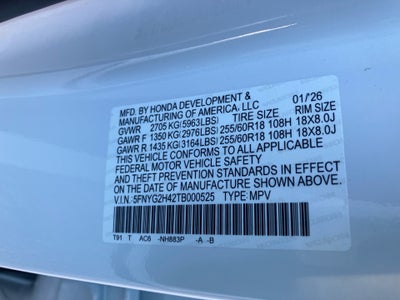 MFD. BY HONDA DEVELOPMENT & 01/26
MANUFACTURING OF AMERICA, LLC
TIRE SIZE RIM SIZE
GVWR 2705 KG(5963LBS)
GAWR F 1350 KG(2976LBS) 255/60R18 108H 18X8.0J
GAWR R 1435 KG(3164LBS) 255/60R18 108H 18X8.0J
THIS VEHICLE CONFORMS TO ALL APPLICABLE
FEDERAL MOTOR VEHICLE SAFETY, BUMPER,
AND THEFT PREVENTION STANDARDS IN EFFECT
ON THE DATE OF MANUFACTURE SHOWN ABOVE.
V.I.N. 5FNYG2H42TB000525 TYPE: MPV
T91 T AC6 -NH883P -A -B